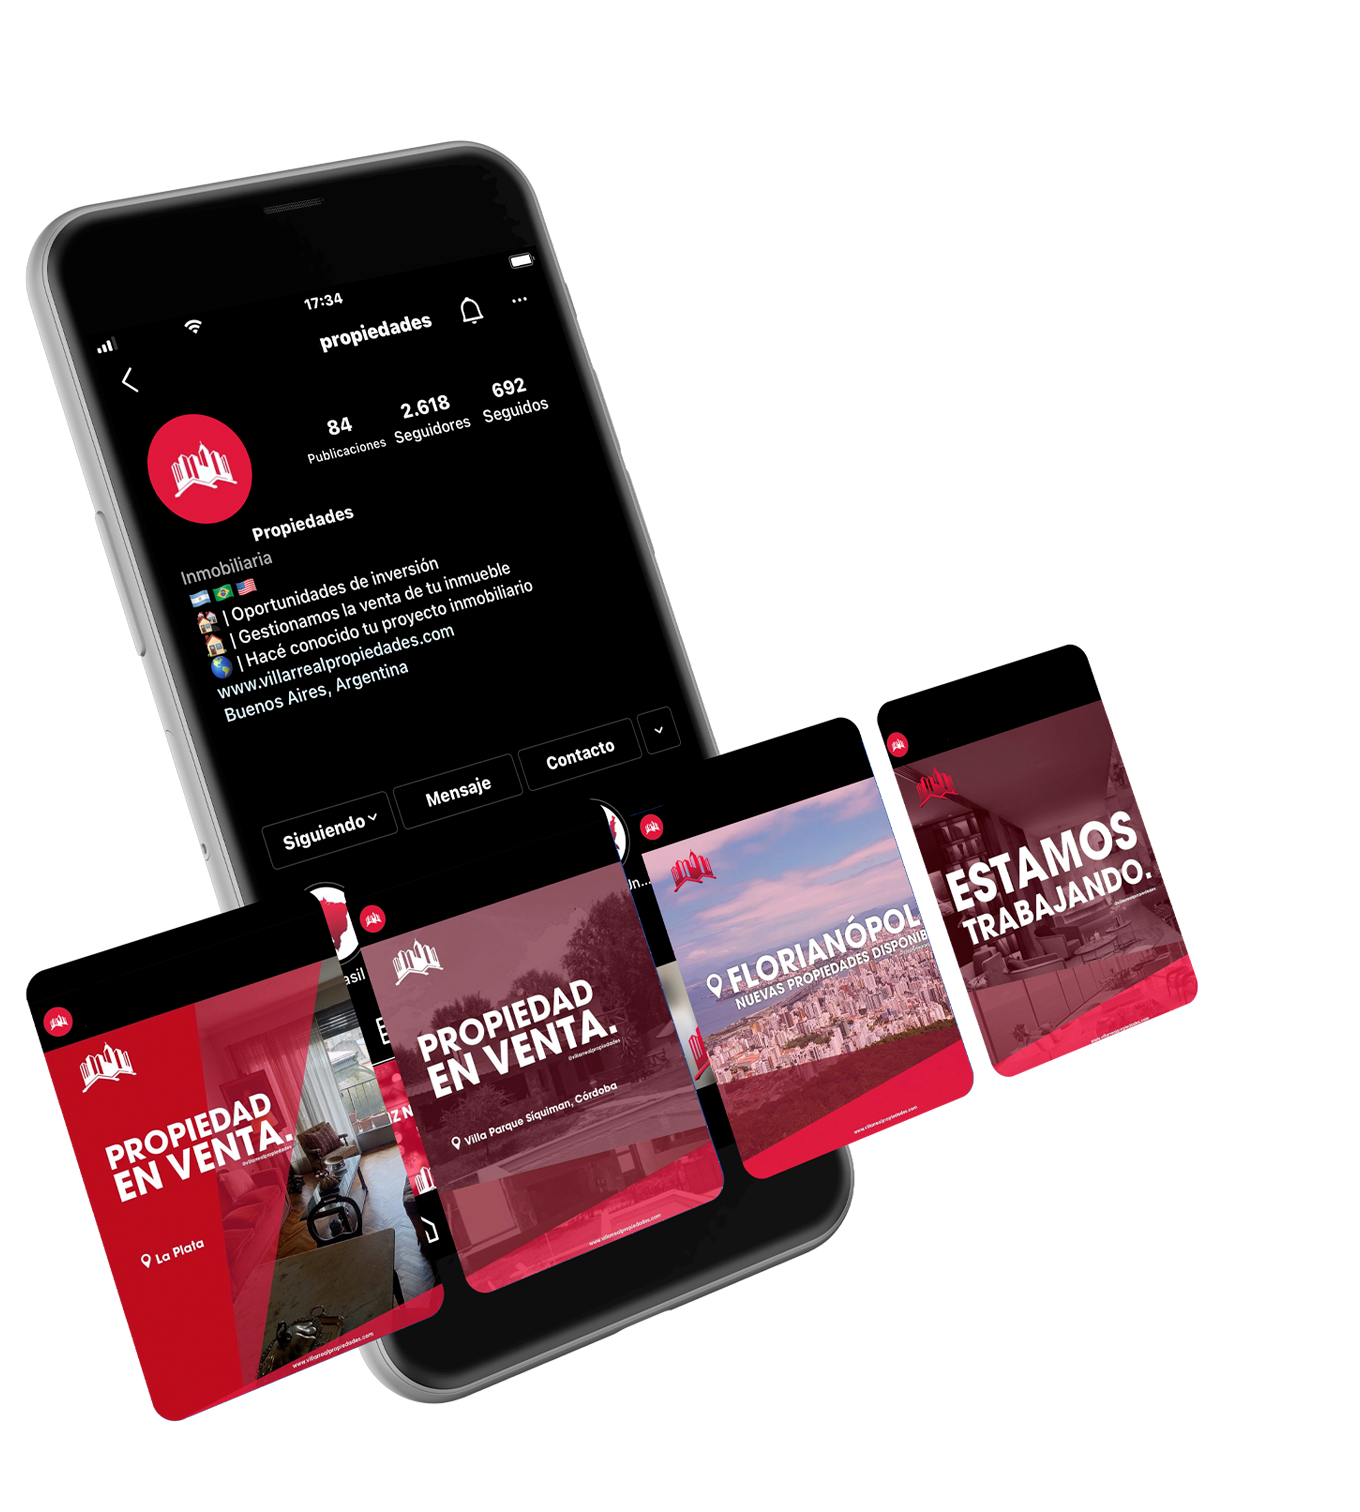 17:34
propiedades
84
Publicaciones
2.618
Seguidores
692
Seguidos
Propiedades
Inmobiliaria
| Oportunidades de inversión
| Gestionamos la venta de tu inmueble
| Hacé conocido tu proyecto inmobiliario
www.villarrealpropiedades.com
Buenos Aires, Argentina
Siguiendo
Mensaje
Contacto
PROPIEDAD
EN VENTA.
@villarrealpropiedades
La Plata
www.villarrealpropiedades.com
PROPIEDAD
EN VENTA.
@villarrealpropiedades
Villa Parque Síquiman, Córdoba
www.villarrealpropiedades.com
FLORIANÓPOL
NUEVAS PROPIEDADES DISPONIB
www.villarrealpropiedades.com
ESTAMOS
TRABAJANDO.
@villarrealpropiedades
www.villarrealpropiedades.com